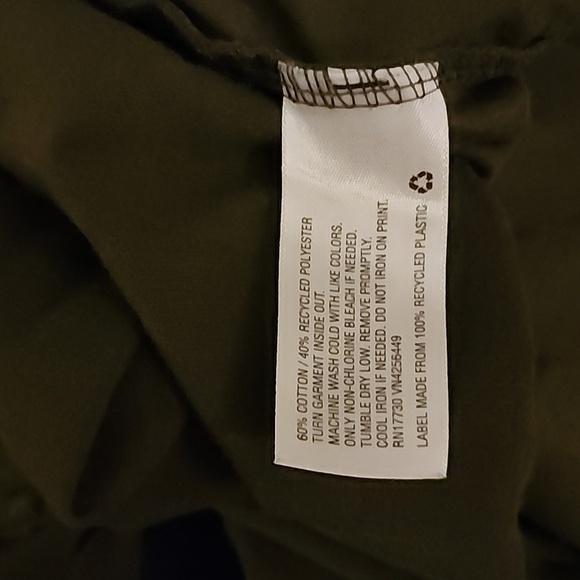 60% COTTON / 40% RECYCLED POLYESTER
TURN GARMENT INSIDE OUT.
MACHINE WASH COLD WITH LIKE COLORS.
ONLY NON-CHLORINE BLEACH IF NEEDED.
TUMBLE DRY LOW. REMOVE PROMPTLY.
COOL IRON IF NEEDED. DO NOT IRON ON PRINT.
RN17730 VN4256449
LABEL MADE FROM 100% RECYCLED PLASTIC